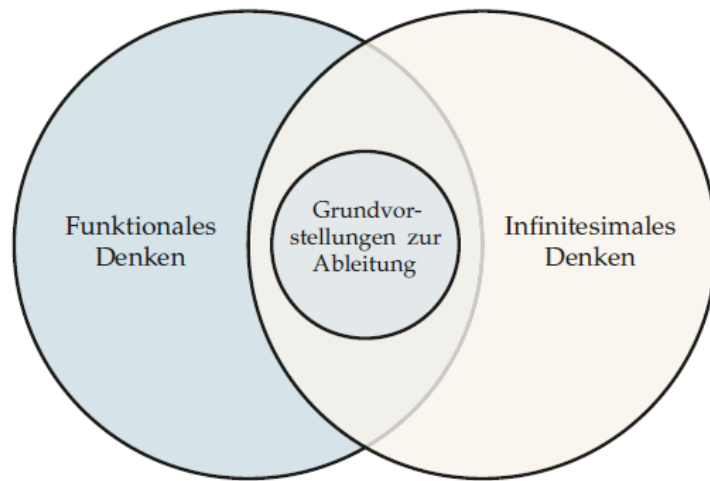 Funktionales
Denken
Grundvor-
stellungen zur
Ableitung
Infinitesimales
Denken